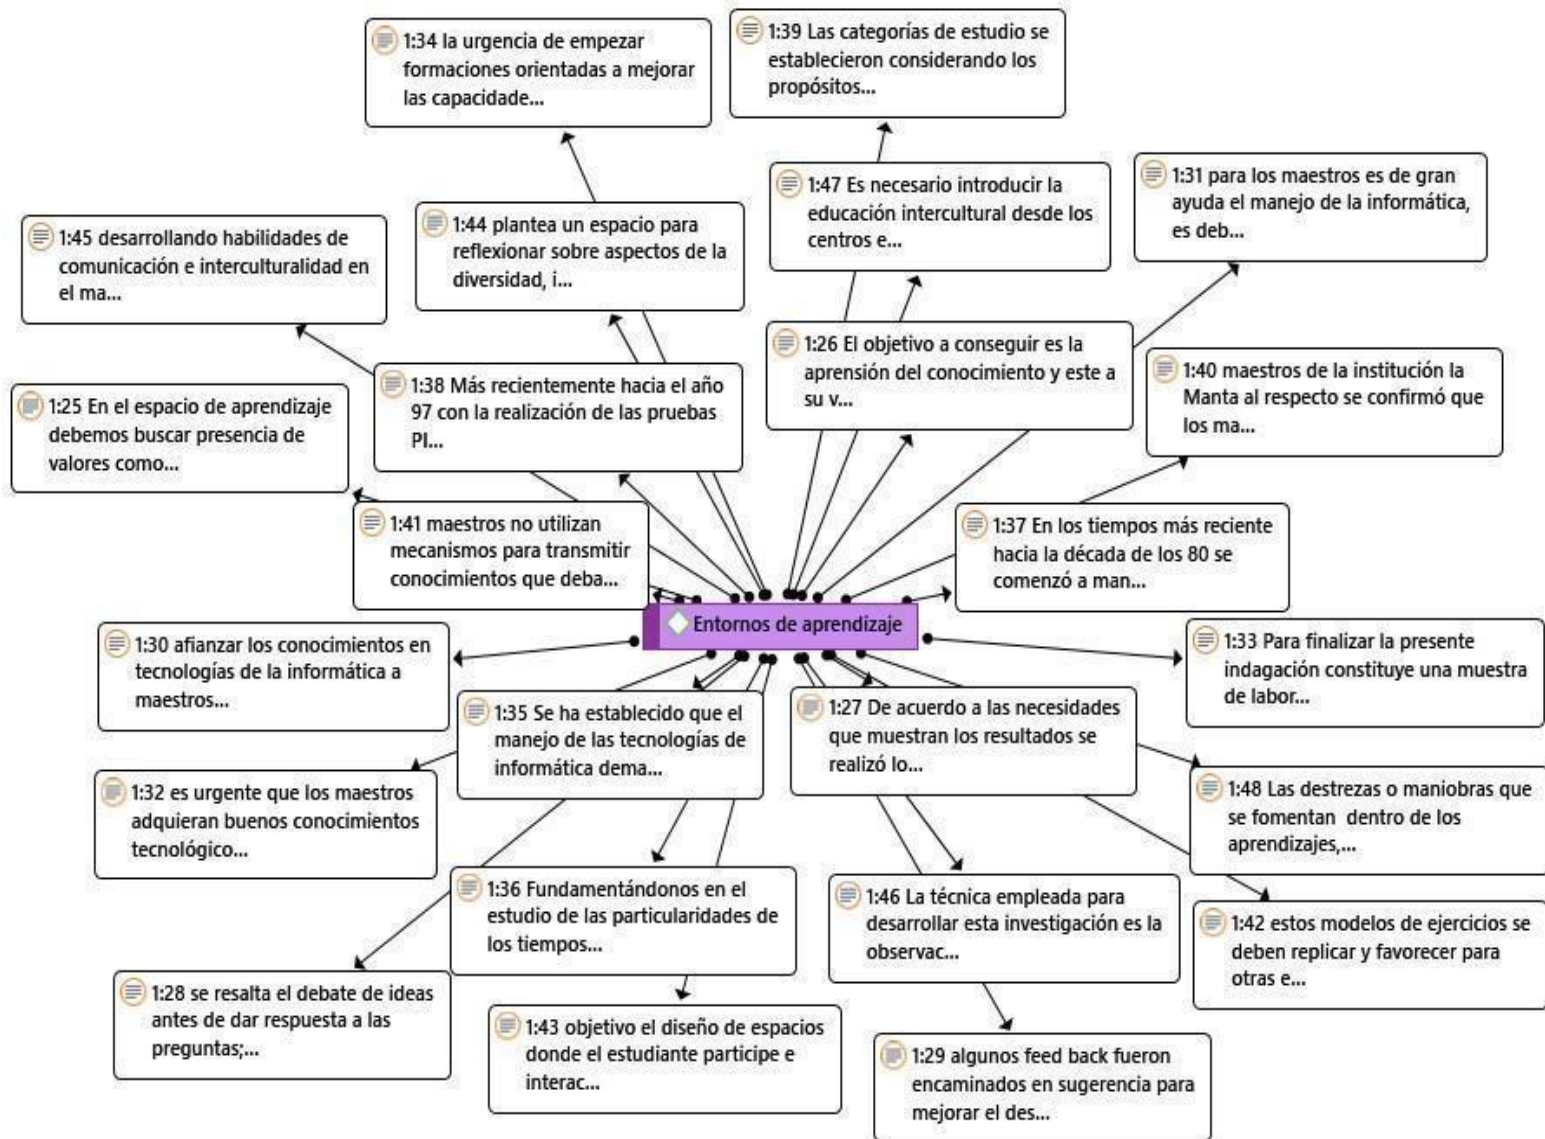 1:34 la urgencia de empezar
formaciones orientadas a mejorar
las capacidade...
1:39 Las categorías de estudio se
establecieron considerando los
propósitos...
1:47 Es necesario introducir la
educación intercultural desde los
centros e...
1:31 para los maestros es de gran
ayuda el manejo de la informática,
es deb...
1:45 desarrollando habilidades de
comunicación e interculturalidad en
el ma...
1:44 plantea un espacio para
reflexionar sobre aspectos de la
diversidad, i...
1:26 El objetivo a conseguir es la
aprensión del conocimiento y este a
su v...
1:40 maestros de la institución la
Manta al respecto se confirmó que
los ma...
1:25 En el espacio de aprendizaje
debemos buscar presencia de
valores como...
1:38 Más recientemente hacia el año
97 con la realización de las pruebas
PI...
1:41 maestros no utilizan
mecanismos para transmitir
conocimientos que deba...
1:37 En los tiempos más reciente
hacia la década de los 80 se
comenzó a man...
Entornos de aprendizaje
1:30 afianzar los conocimientos en
tecnologías de la informática a
maestros...
1:33 Para finalizar la presente
indagación constituye una muestra
de labor...
1:35 Se ha establecido que el
manejo de las tecnologías de
informática dema...
1:27 De acuerdo a las necesidades
que muestran los resultados se
realizó lo...
1:32 es urgente que los maestros
adquieran buenos conocimientos
tecnológico...
1:48 Las destrezas o maniobras que
se fomentan dentro de los
aprendizajes,...
1:36 Fundamentándonos en el
estudio de las particularidades de
los tiempos...
1:46 La técnica empleada para
desarrollar esta investigación es la
observac...
1:42 estos modelos de ejercicios se
deben replicar y favorecer para
otras e...
1:28 se resalta el debate de ideas
antes de dar respuesta a las
preguntas;...
1:43 objetivo el diseño de espacios
donde el estudiante participe e
interac...
1:29 algunos feed back fueron
encaminados en sugerencia para
mejorar el des...